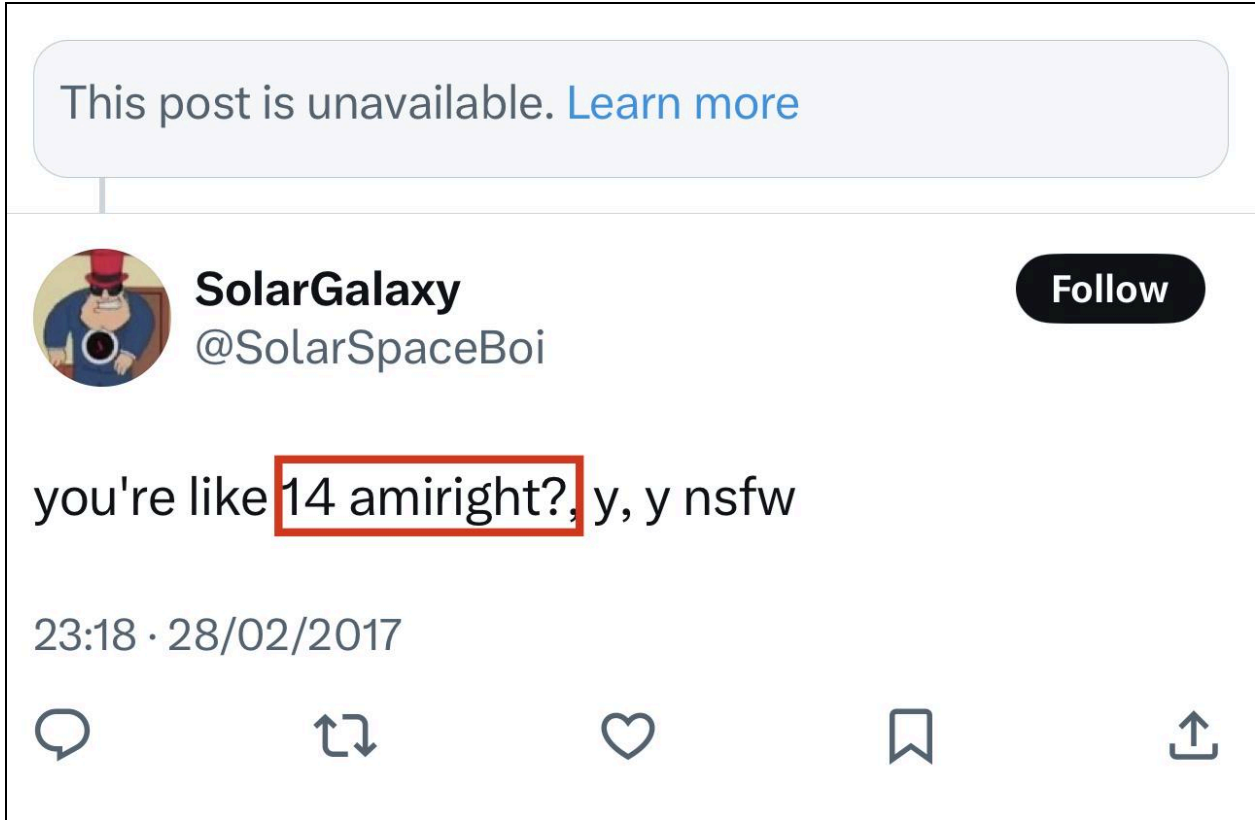 This post is unavailable. Learn more
SolarGalaxy
Follow
@SolarSpaceBoi
you're like 14 amiright?, y, y nsfw
23:18 · 28/02/2017